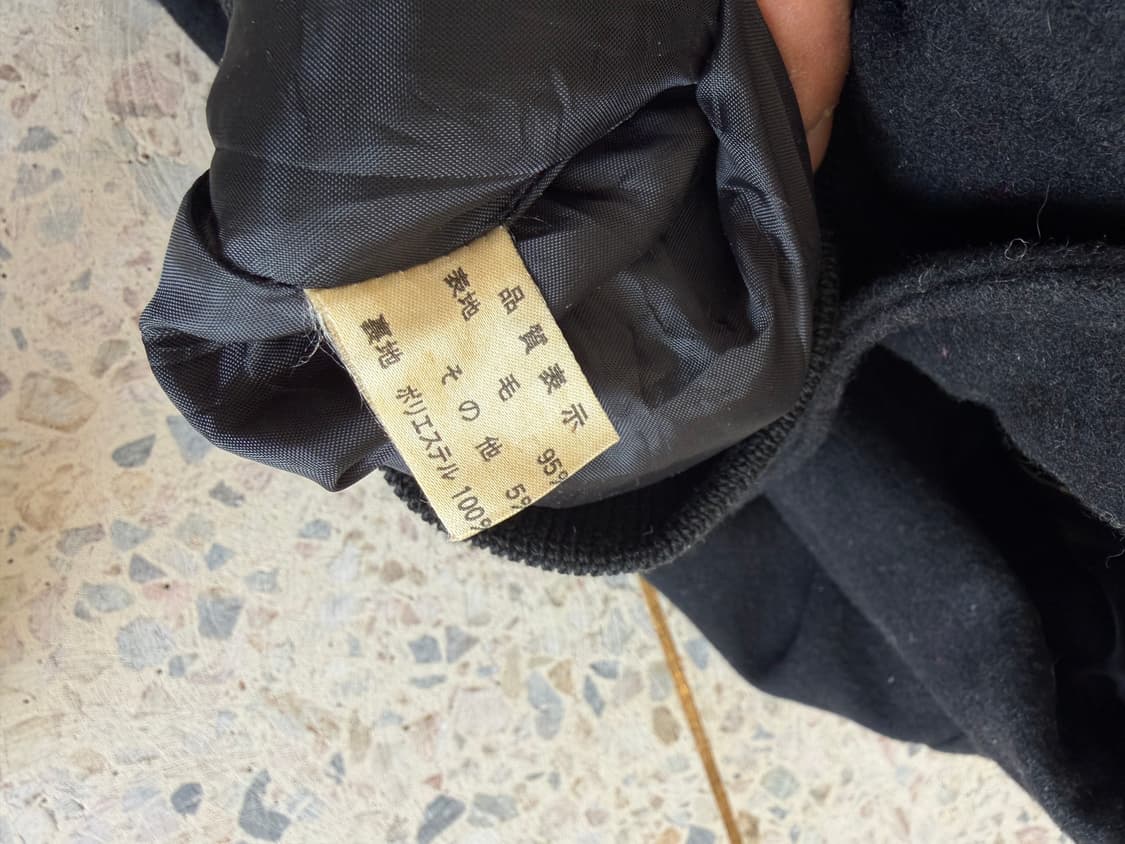 品質表示
表地 毛 95%
その他 5%
裏地 ポリエステル 100%